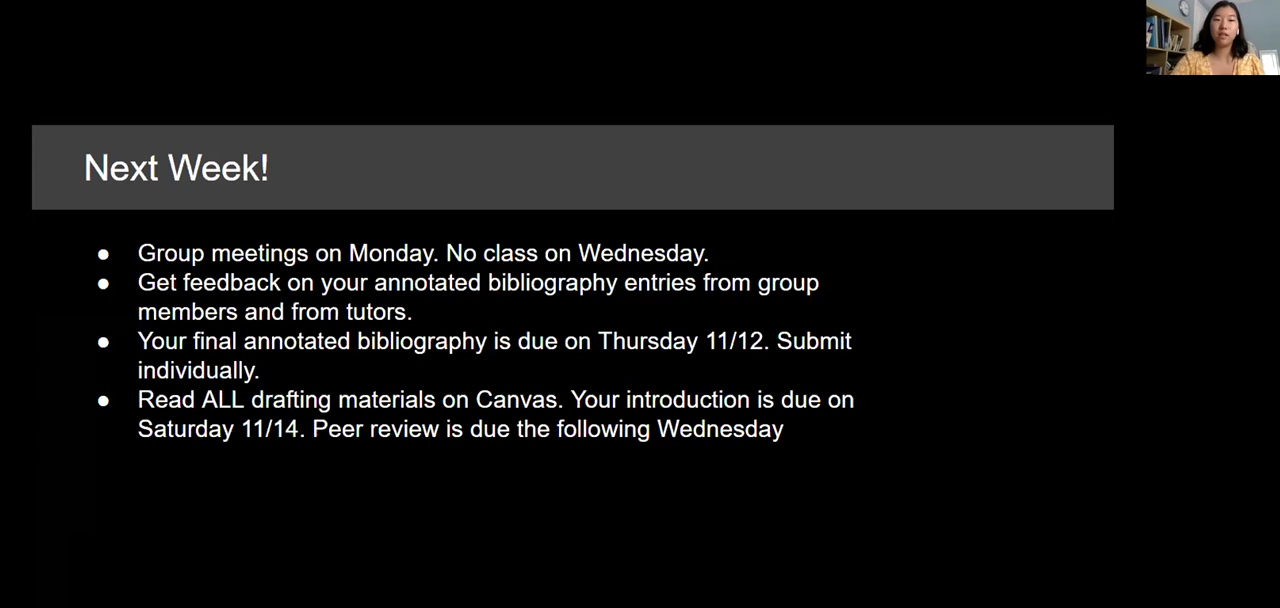 Next Week!
● Group meetings on Monday. No class on Wednesday.
● Get feedback on your annotated bibliography entries from group
members and from tutors.
● Your final annotated bibliography is due on Thursday 11/12. Submit
individually.
● Read ALL drafting materials on Canvas. Your introduction is due on
Saturday 11/14. Peer review is due the following Wednesday